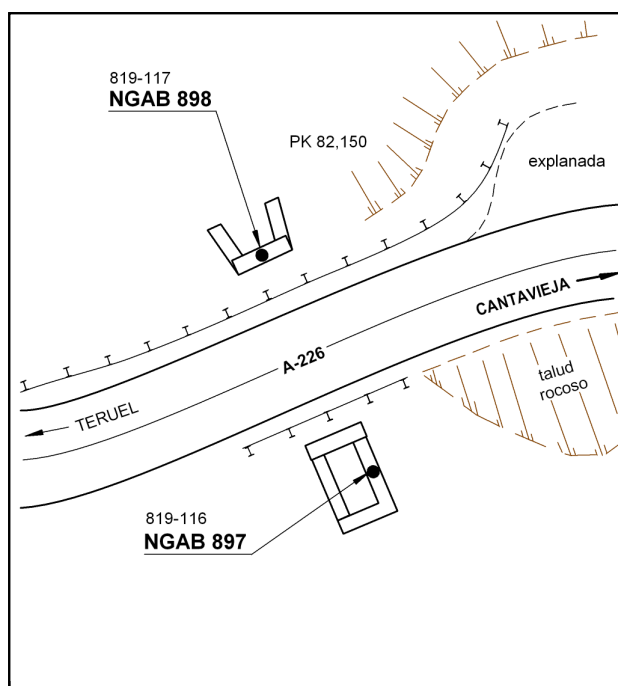 819-117
NGAB 898
PK 82,150
explanada
CANTAVIEJA
A-226
TERUEL
talud
rocoso
819-116
NGAB 897